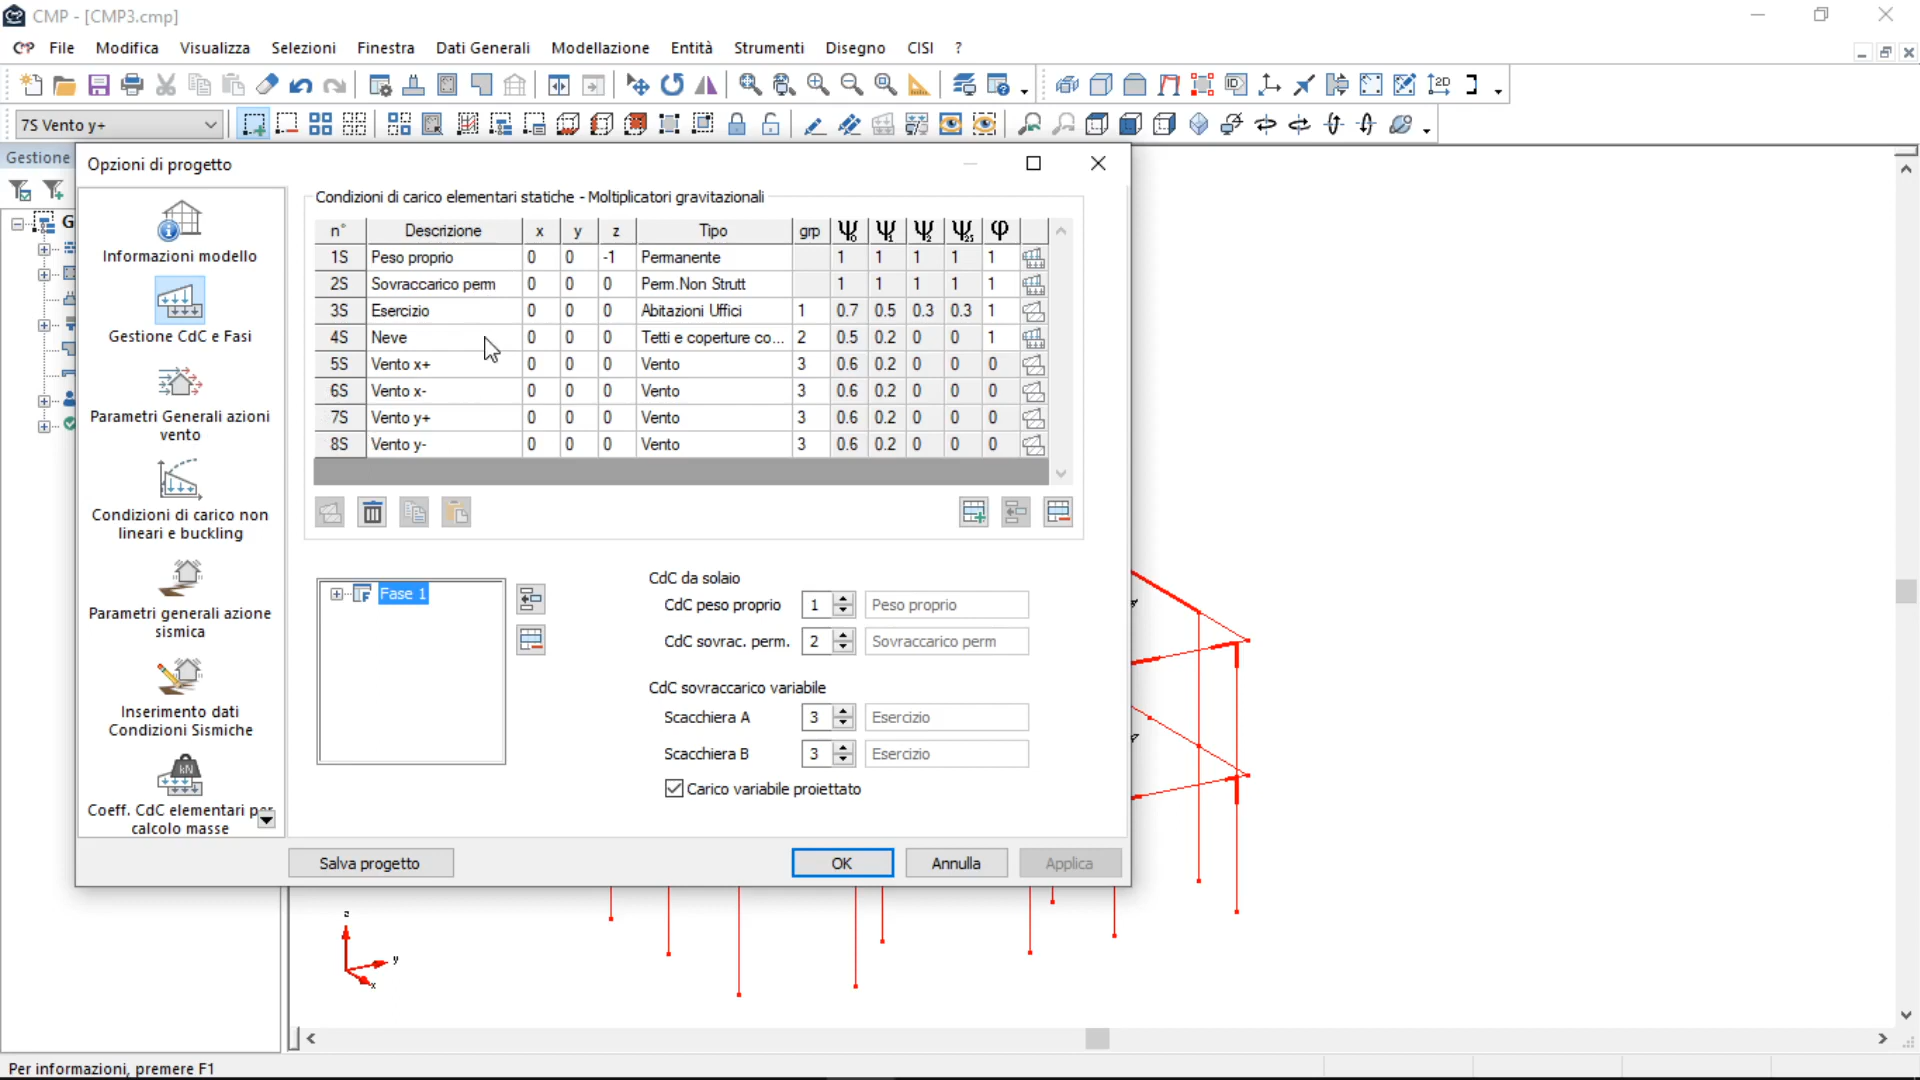 CMP - [CMP3.cmp]
File Modifica Visualizza Selezioni Finestra Dati Generali Modellazione Entità Strumenti Disegno CISI ?
7S Vento y+
Gestione
Opzioni di progetto
G
Informazioni modello
Gestione CdC e Fasi
Parametri Generali azioni
vento
Condizioni di carico non
lineari e buckling
Parametri generali azione
sismica
Inserimento dati
Condizioni Sismiche
kN
Coeff. CdC elementari per
calcolo masse
Condizioni di carico elementari statiche - Moltiplicatori gravitazionali
n° Descrizione x y z Tipo grp Ψ0 Ψ1 Ψ2 Ψ2s φ
1S Peso proprio 0 0 -1 Permanente 1 1 1 1 1
2S Sovraccarico perm 0 0 0 Perm.Non Strutt 1 1 1 1 1
3S Esercizio 0 0 0 Abitazioni Uffici 1 0.7 0.5 0.3 0.3 1
4S Neve 0 0 0 Tetti e coperture co... 2 0.5 0.2 0 0 1
5S Vento x+ 0 0 0 Vento 3 0.6 0.2 0 0 0
6S Vento x- 0 0 0 Vento 3 0.6 0.2 0 0 0
7S Vento y+ 0 0 0 Vento 3 0.6 0.2 0 0 0
8S Vento y- 0 0 0 Vento 3 0.6 0.2 0 0 0
Fase 1
CdC da solaio
CdC peso proprio 1 Peso proprio
CdC sovrac. perm. 2 Sovraccarico perm
CdC sovraccarico variabile
Scacchiera A 3 Esercizio
Scacchiera B 3 Esercizio
Carico variabile proiettato
Salva progetto OK Annulla Applica
z
y
x
Per informazioni, premere F1